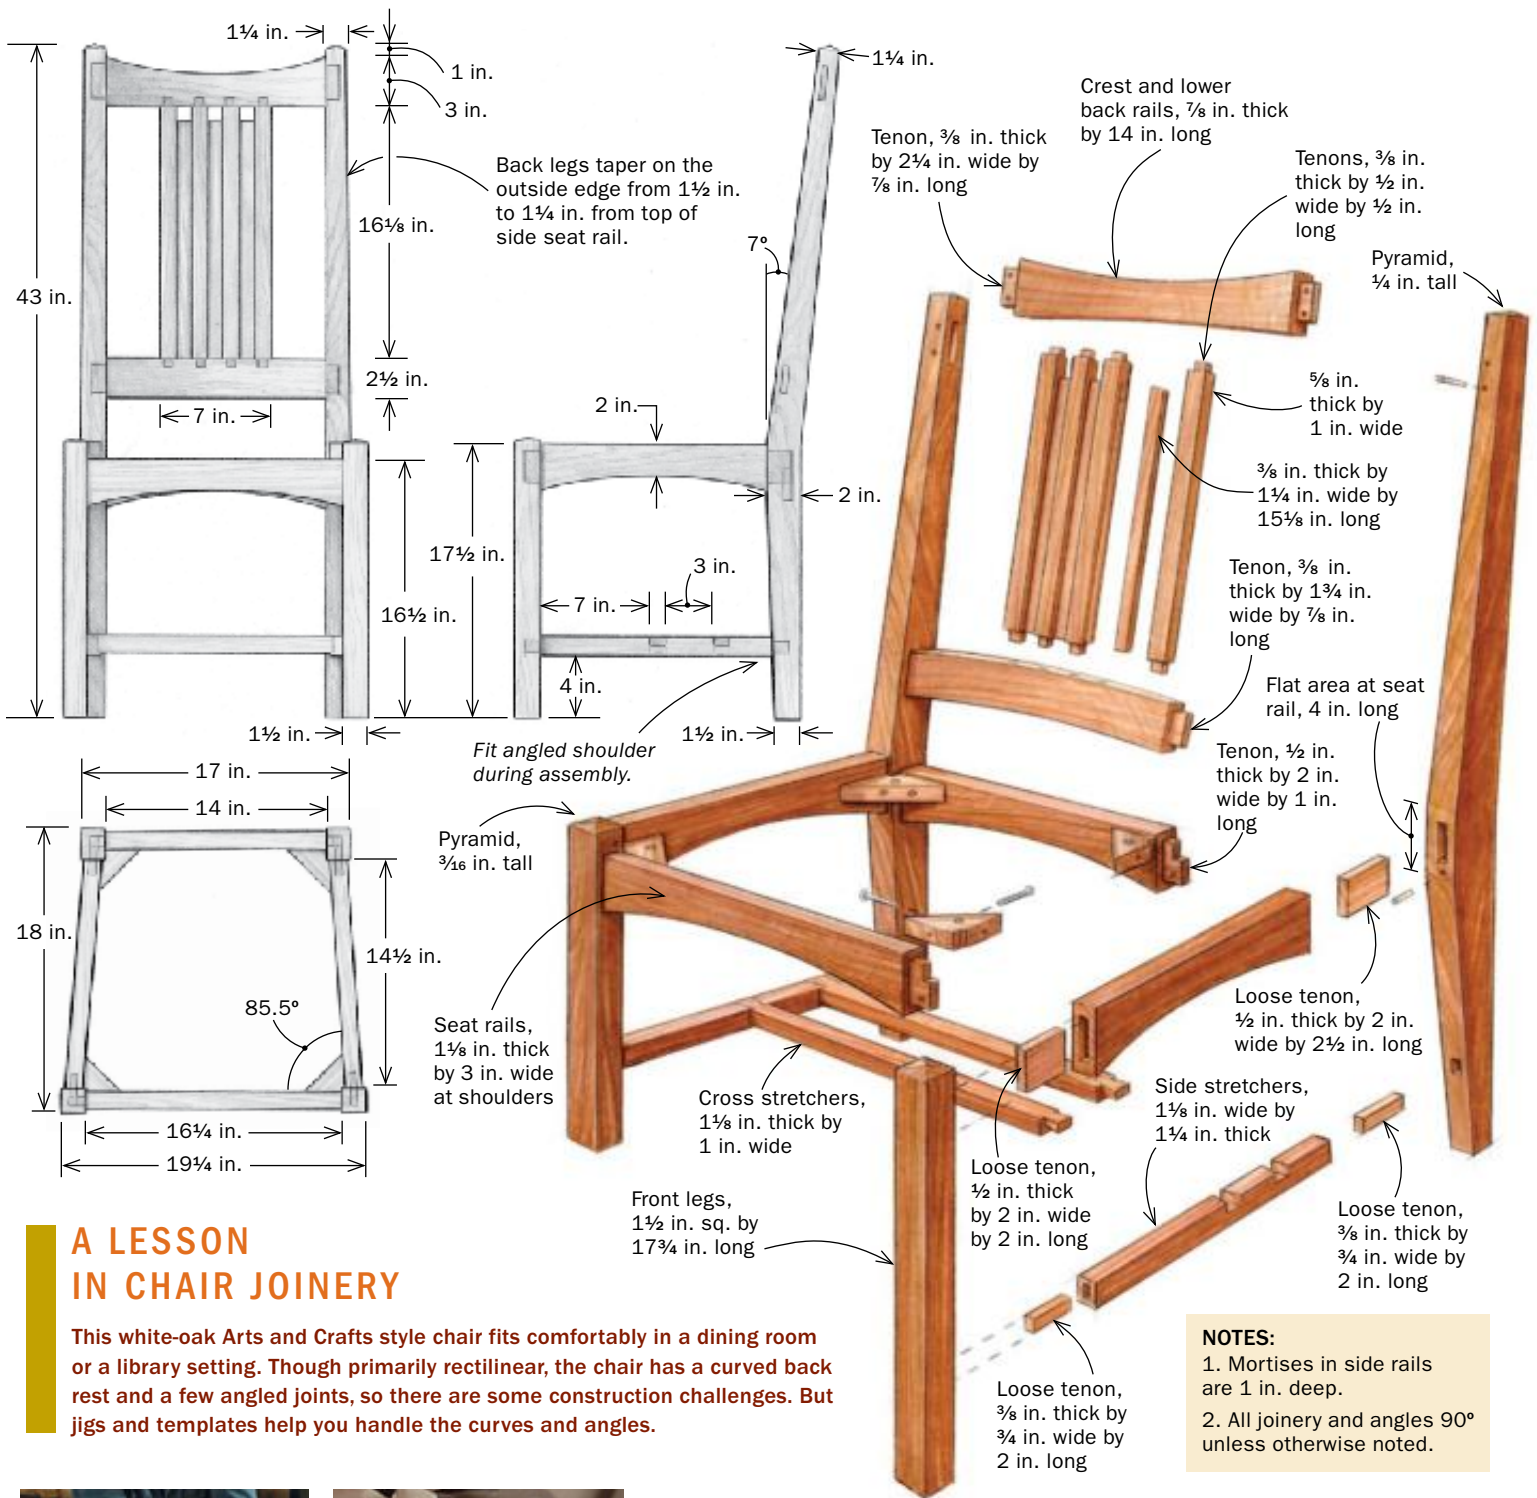 1¼ in.
1 in.
3 in.
Back legs taper on the
outside edge from 1½ in.
to 1¼ in. from top of
side seat rail.
16⅛ in.
43 in.
2½ in.
7 in.
16½ in.
1½ in.
1¼ in.
7º
2 in.
2 in.
17½ in.
3 in.
7 in.
4 in.
1½ in.
Fit angled shoulder
during assembly.
17 in.
14 in.
18 in.
14½ in.
85.5º
16¼ in.
19¼ in.
Crest and lower
back rails, ⅞ in. thick
by 14 in. long
Tenon, ⅜ in. thick
by 2¼ in. wide by
⅞ in. long
Tenons, ⅜ in.
thick by ½ in.
wide by ½ in.
long
Pyramid,
¼ in. tall
⅝ in.
thick by
1 in. wide
⅜ in. thick by
1¼ in. wide by
15⅛ in. long
Tenon, ⅜ in.
thick by 1¾ in.
wide by ⅞ in.
long
Flat area at seat
rail, 4 in. long
Tenon, ½ in.
thick by 2 in.
wide by 1 in.
long
Pyramid,
3⁄16 in. tall
Seat rails,
1⅛ in. thick
by 3 in. wide
at shoulders
Cross stretchers,
1⅛ in. thick by
1 in. wide
Loose tenon,
½ in. thick by 2 in.
wide by 2½ in. long
Side stretchers,
1⅛ in. wide by
1¼ in. thick
Loose tenon,
½ in. thick
by 2 in. wide
by 2 in. long
Front legs,
1½ in. sq. by
17¾ in. long
Loose tenon,
⅜ in. thick by
¾ in. wide by
2 in. long
Loose tenon,
⅜ in. thick by
¾ in. wide by
2 in. long
A LESSON
IN CHAIR JOINERY
This white-oak Arts and Crafts style chair fits comfortably in a dining room
or a library setting. Though primarily rectilinear, the chair has a curved back
rest and a few angled joints, so there are some construction challenges. But
jigs and templates help you handle the curves and angles.
NOTES:
1. Mortises in side rails
are 1 in. deep.
2. All joinery and angles 90º
unless otherwise noted.